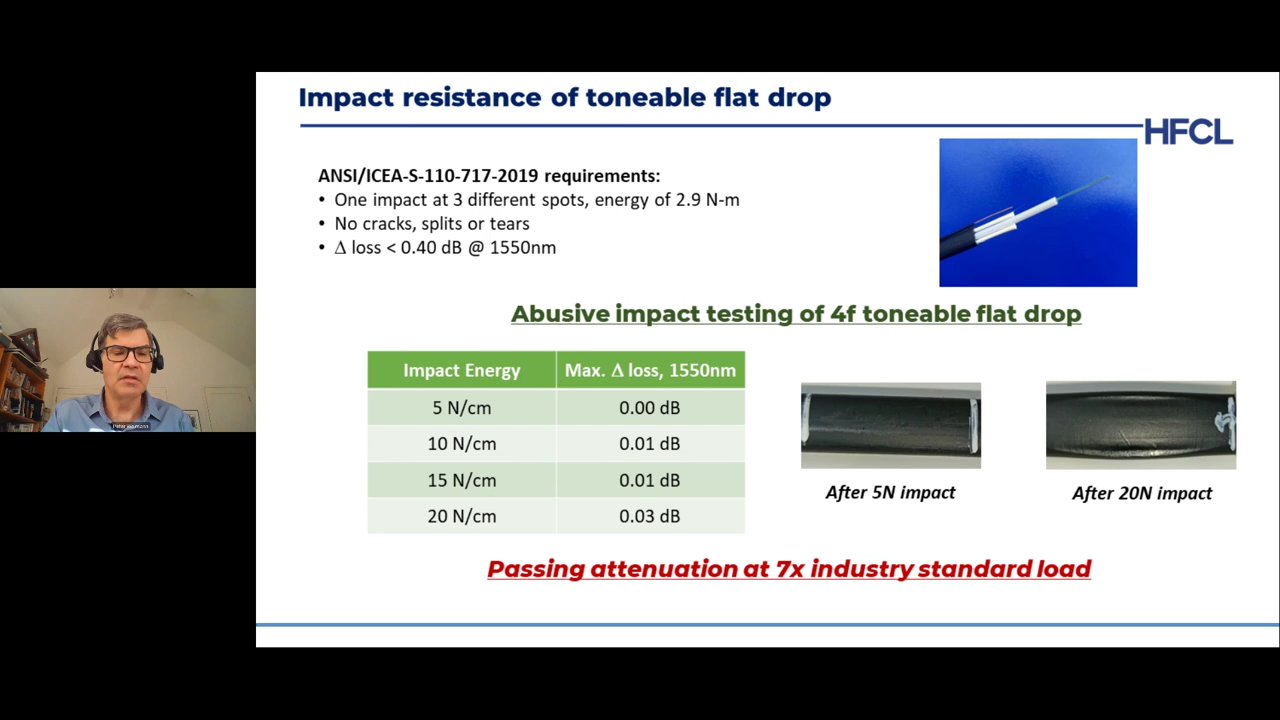 Impact resistance of toneable flat drop
HFCL
ANSI/ICEA-S-110-717-2019 requirements:
• One impact at 3 different spots, energy of 2.9 N-m
• No cracks, splits or tears
• Δ loss < 0.40 dB @ 1550nm
Abusive impact testing of 4f toneable flat drop
Impact Energy Max. Δ loss, 1550nm
5 N/cm 0.00 dB
10 N/cm 0.01 dB
15 N/cm 0.01 dB
20 N/cm 0.03 dB
After 5N impact
After 20N impact
Passing attenuation at 7x industry standard load